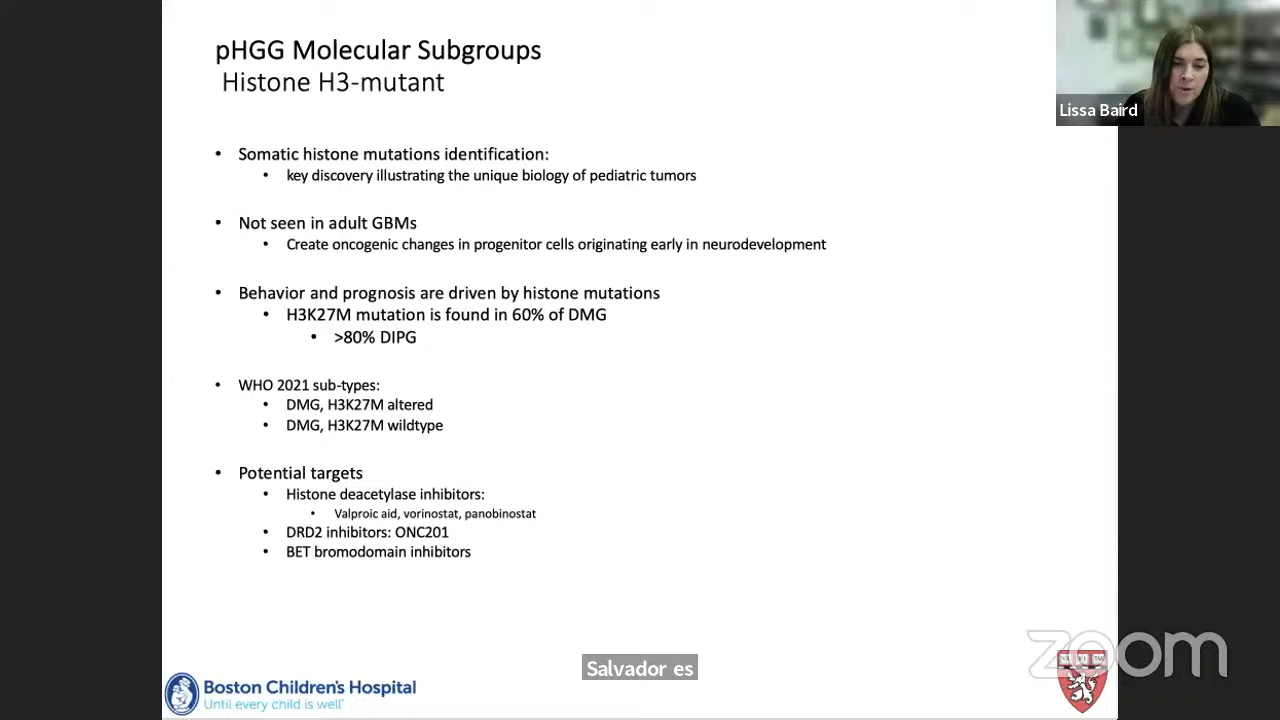 pHGG Molecular Subgroups
Histone H3-mutant
Lissa Baird
• Somatic histone mutations identification:
• key discovery illustrating the unique biology of pediatric tumors
• Not seen in adult GBMs
• Create oncogenic changes in progenitor cells originating early in neurodevelopment
• Behavior and prognosis are driven by histone mutations
• H3K27M mutation is found in 60% of DMG
• >80% DIPG
• WHO 2021 sub-types:
• DMG, H3K27M altered
• DMG, H3K27M wildtype
• Potential targets
• Histone deacetylase inhibitors:
• Valproic aid, vorinostat, panobinostat
• DRD2 inhibitors: ONC201
• BET bromodomain inhibitors
Salvador es
zoom
Boston Children's Hospital
Until every child is well™